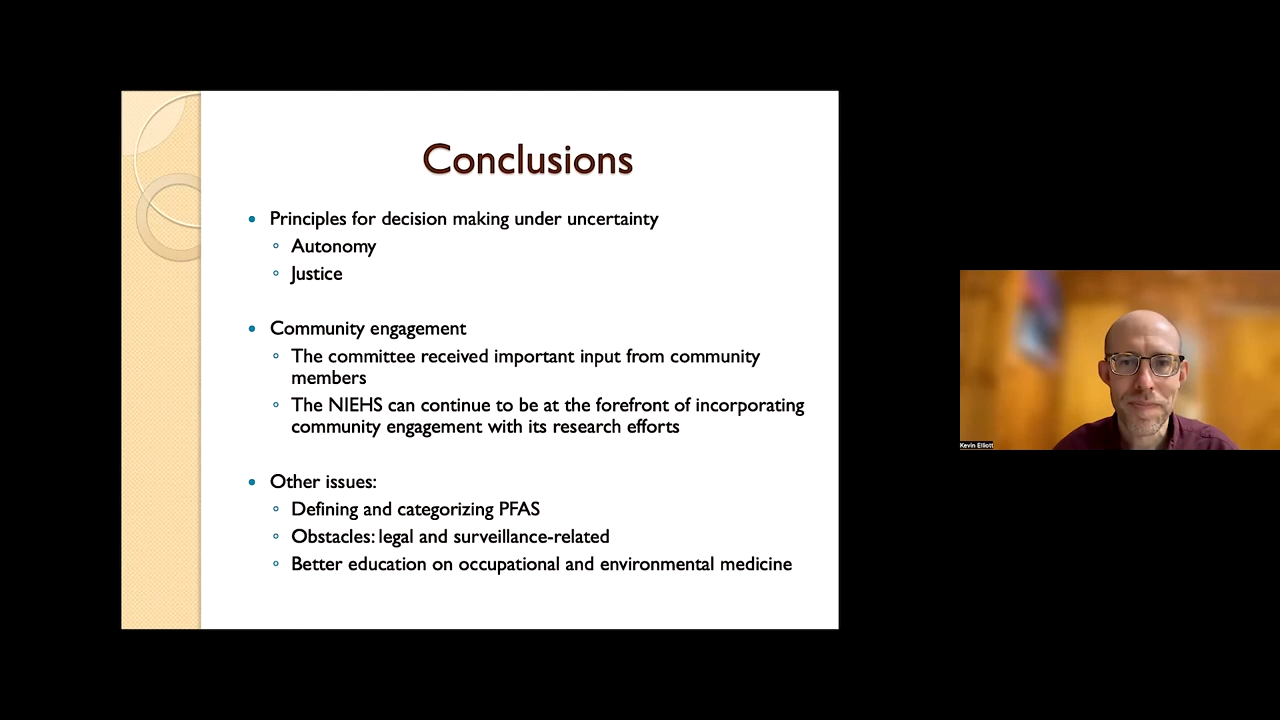 Conclusions
Principles for decision making under uncertainty
Autonomy
Justice
Community engagement
The committee received important input from community
members
The NIEHS can continue to be at the forefront of incorporating
community engagement with its research efforts
Other issues:
Defining and categorizing PFAS
Obstacles: legal and surveillance-related
Better education on occupational and environmental medicine
Kevin Elliott